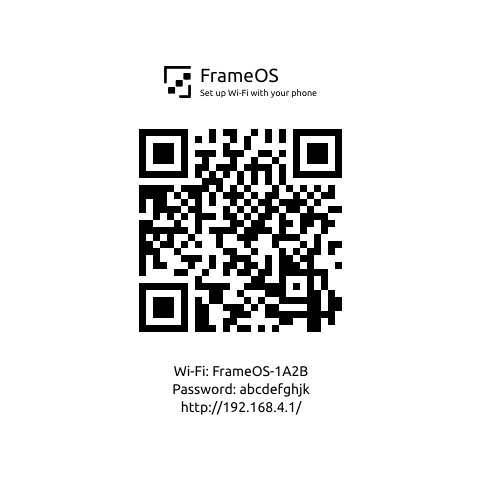 FrameOS
Set up Wi-Fi with your phone
Wi-Fi: FrameOS-1A2B
Password: abcdefghjk
http://192.168.4.1/